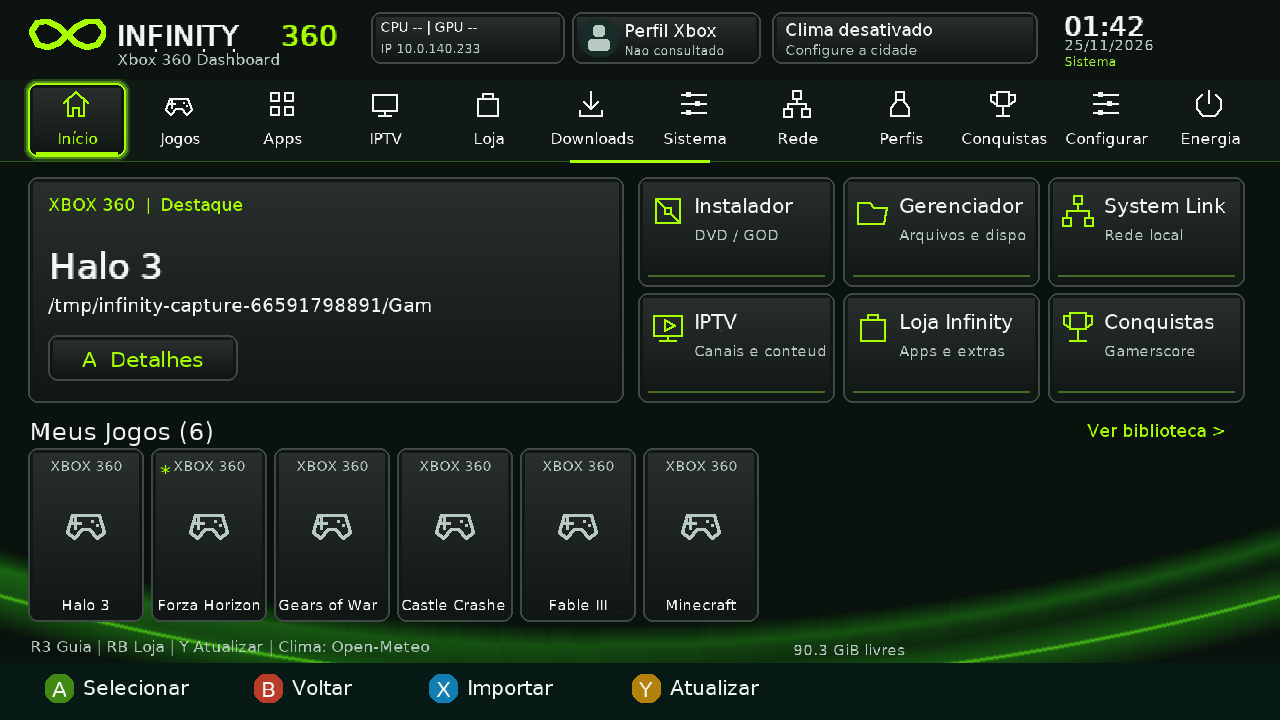 INFINITY 360
Xbox 360 Dashboard
CPU -- | GPU --
IP 10.0.140.233
Perfil Xbox
Nao consultado
Clima desativado
Configure a cidade
01:42
25/11/2026
Sistema
Início
Jogos
Apps
IPTV
Loja
Downloads
Sistema
Rede
Perfis
Conquistas
Configurar
Energia
XBOX 360 | Destaque
Halo 3
/tmp/infinity-capture-66591798891/Gam
A Detalhes
Instalador
DVD / GOD
Gerenciador
Arquivos e dispo
System Link
Rede local
IPTV
Canais e conteud
Loja Infinity
Apps e extras
Conquistas
Gamerscore
Meus Jogos (6)
Ver biblioteca >
XBOX 360
Halo 3
* XBOX 360
Forza Horizon
XBOX 360
Gears of War
XBOX 360
Castle Crashe
XBOX 360
Fable III
XBOX 360
Minecraft
R3 Guia | RB Loja | Y Atualizar | Clima: Open-Meteo
90.3 GiB livres
A Selecionar
B Voltar
X Importar
Y Atualizar